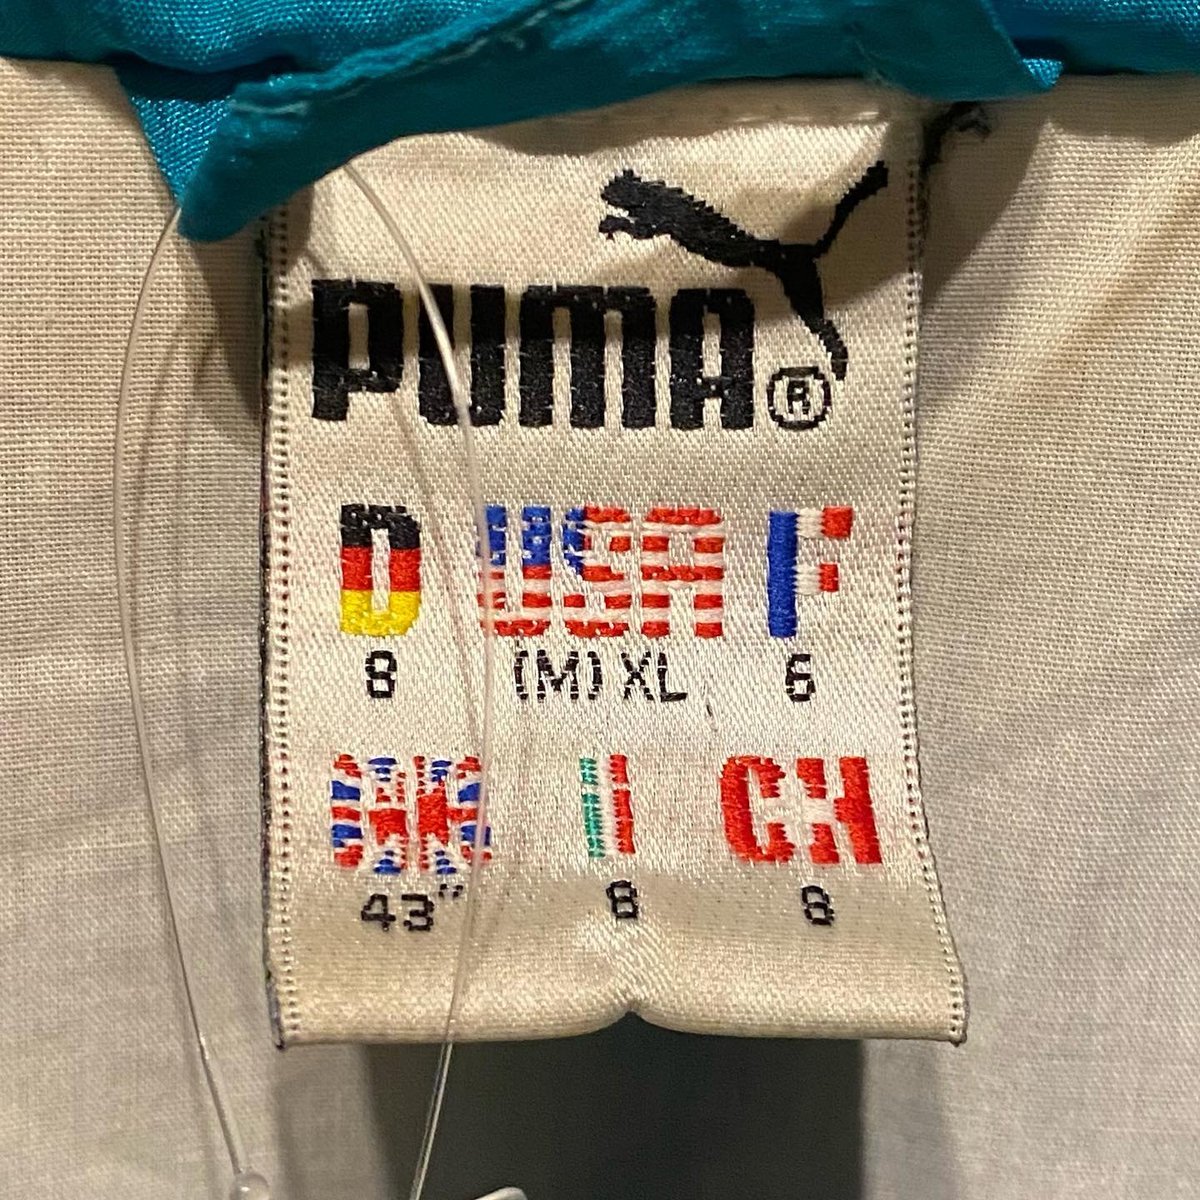 PUMA®
D USA F
8 (M) XL 6
GB I CH
43" 8 8